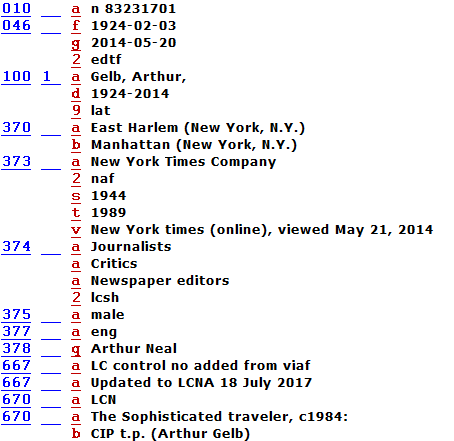 010 __ a n 83231701
046 __ f 1924-02-03
g 2014-05-20
2 edtf
100 1_ a Gelb, Arthur,
d 1924-2014
9 lat
370 __ a East Harlem (New York, N.Y.)
b Manhattan (New York, N.Y.)
373 __ a New York Times Company
2 naf
s 1944
t 1989
v New York times (online), viewed May 21, 2014
374 __ a Journalists
a Critics
a Newspaper editors
2 lcsh
375 __ a male
377 __ a eng
378 __ q Arthur Neal
667 __ a LC control no added from viaf
667 __ a Updated to LCNA 18 July 2017
670 __ a LCN
670 __ a The Sophisticated traveler, c1984:
b CIP t.p. (Arthur Gelb)